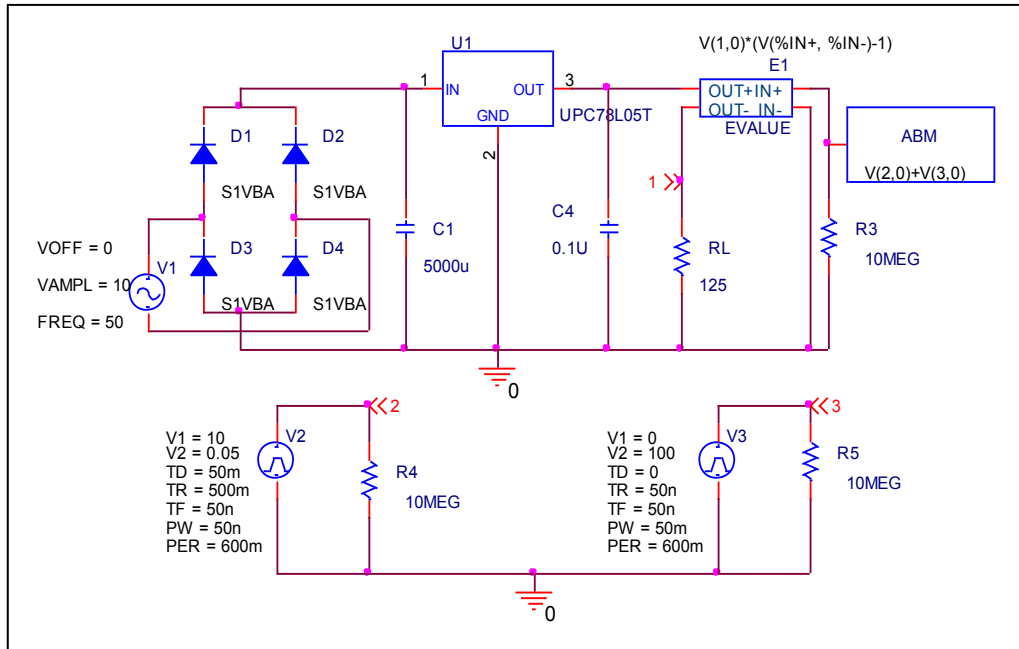 U1
V(1,0)*(V(%IN+, %IN-)-1)
E1
1
3
IN
OUT
OUT+IN+
OUT- IN-
GND
UPC78L05T
EVALUE
ABM
V(2,0)+V(3,0)
D1
D2
2
S1VBA
S1VBA
1
C1
5000u
C4
0.1U
RL
125
R3
10MEG
VOFF = 0
VAMPL = 10
FREQ = 50
V1
D3
D4
S1VBA
S1VBA
0
2
V1 = 10
V2 = 0.05
TD = 50m
TR = 500m
TF = 50n
PW = 50n
PER = 600m
V2
R4
10MEG
3
V1 = 0
V2 = 100
TD = 0
TR = 50n
TF = 50n
PW = 50m
PER = 600m
V3
R5
10MEG
0